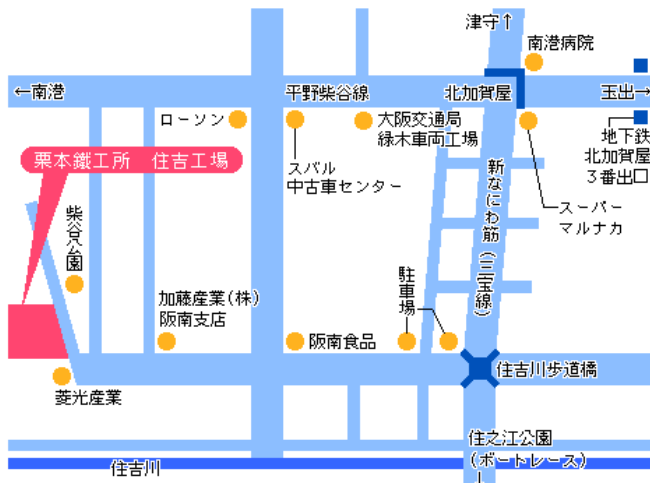 津守↑
南港病院
←南港
平野柴谷線
北加賀屋
玉出→
ローソン
大阪交通局
緑木車両工場
地下鉄
北加賀屋
3番出口
栗本鐵工所 住吉工場
スバル
中古車センター
新なにわ筋(三宝線)
スーパー
マルナカ
柴谷公園
駐車場
加藤産業(株)
阪南支店
阪南食品
住吉川歩道橋
菱光産業
住之江公園
(ボートレース)
↓
住吉川